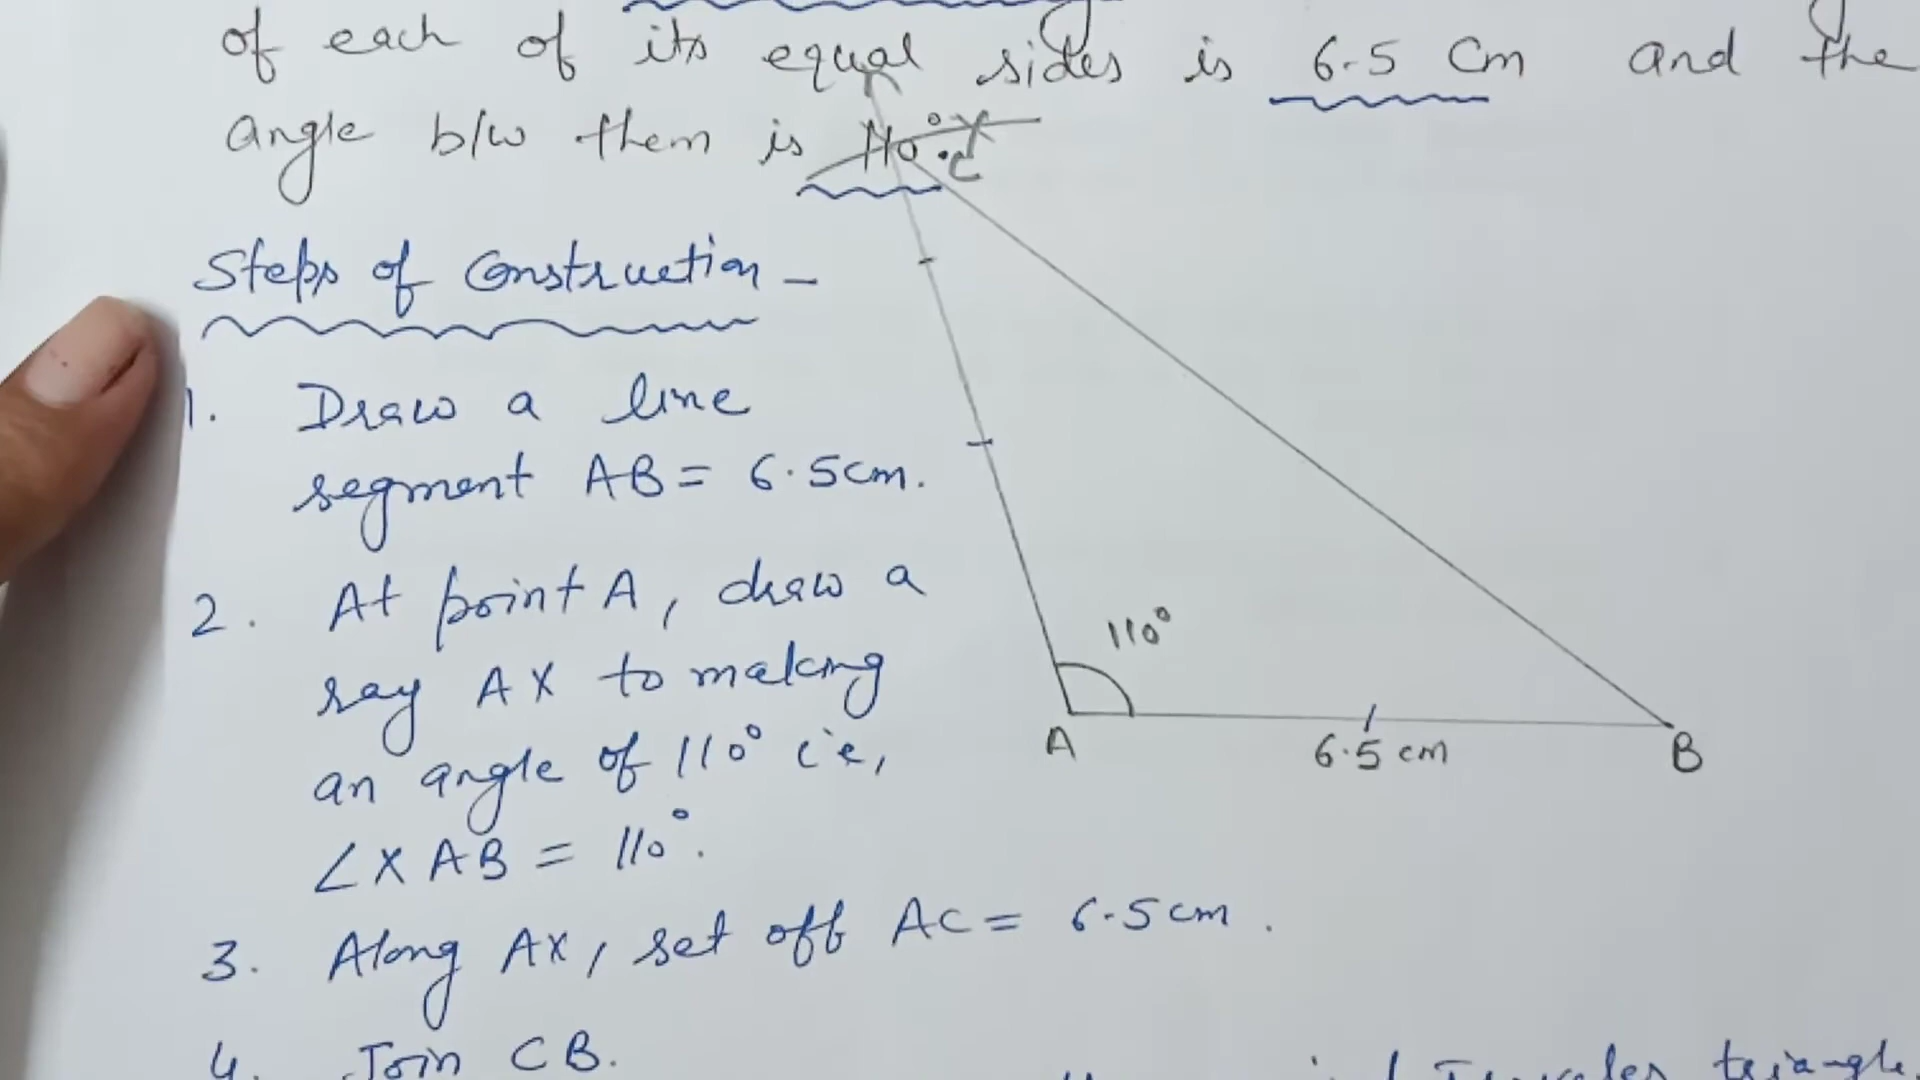 of each of its equal sides is 6.5 Cm and the
angle b/w them is 110°
X
C
Steps of Construction -
1. Draw a line
segment AB = 6.5cm.
2. At point A, draw a
ray AX to making
an angle of 110° i.e,
∠XAB = 110°.
3. Along AX, set off AC = 6.5cm.
4. Join CB.
110°
A
6.5 cm
B
triangle